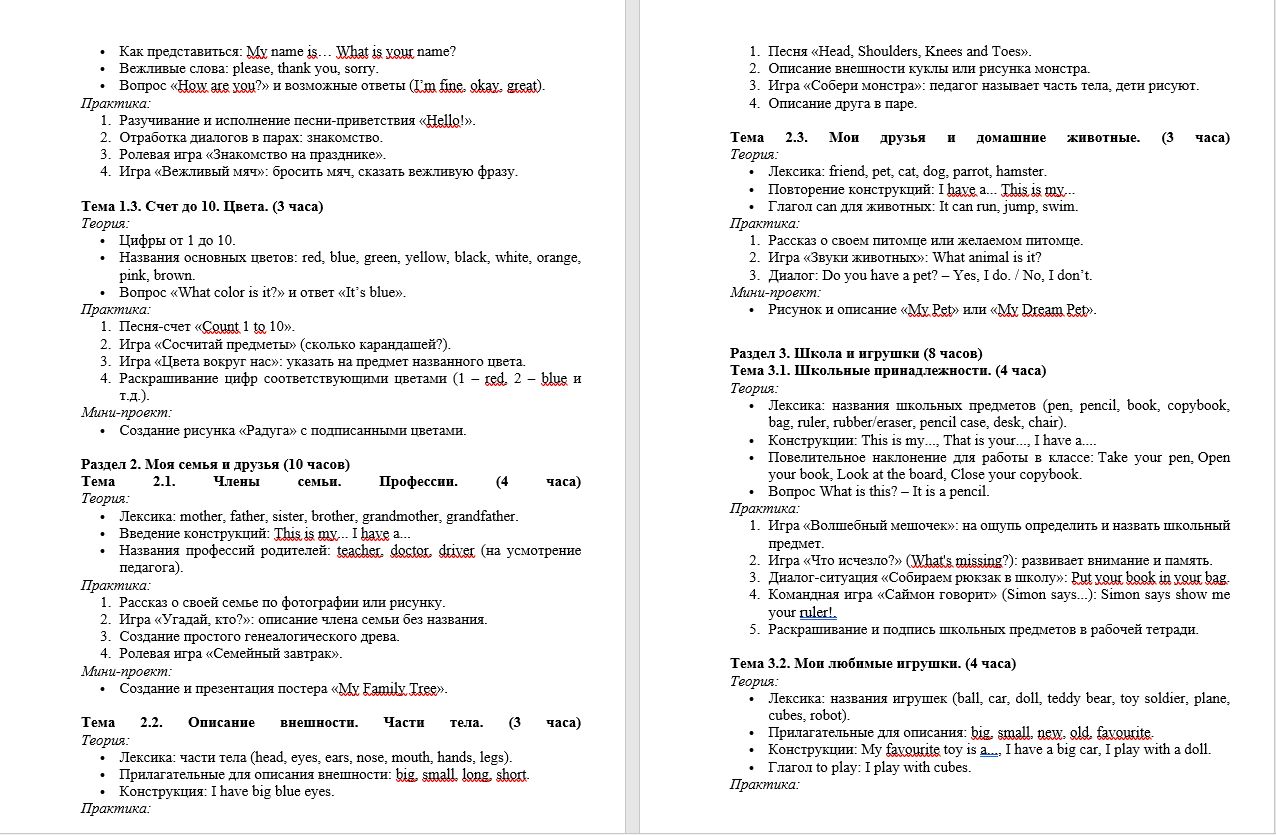 • Как представиться: My name is… What is your name?
• Вежливые слова: please, thank you, sorry.
• Вопрос «How are you?» и возможные ответы (I’m fine, okay, great).
Практика:
1. Разучивание и исполнение песни-приветствия «Hello!».
2. Отработка диалогов в парах: знакомство.
3. Ролевая игра «Знакомство на празднике».
4. Игра «Вежливый мяч»: бросить мяч, сказать вежливую фразу.
Тема 1.3. Счет до 10. Цвета. (3 часа)
Теория:
• Цифры от 1 до 10.
• Названия основных цветов: red, blue, green, yellow, black, white, orange,
pink, brown.
• Вопрос «What color is it?» и ответ «It’s blue».
Практика:
1. Песня-счет «Count 1 to 10».
2. Игра «Сосчитай предметы» (сколько карандашей?).
3. Игра «Цвета вокруг нас»: указать на предмет названного цвета.
4. Раскрашивание цифр соответствующими цветами (1 – red, 2 – blue и
т.д.).
Мини-проект:
• Создание рисунка «Радуга» с подписанными цветами.
Раздел 2. Моя семья и друзья (10 часов)
Тема 2.1. Члены семьи. Профессии. (4 часа)
Теория:
• Лексика: mother, father, sister, brother, grandmother, grandfather.
• Введение конструкций: This is my... I have a...
• Названия профессий родителей: teacher, doctor, driver (на усмотрение
педагога).
Практика:
1. Рассказ о своей семье по фотографии или рисунку.
2. Игра «Угадай, кто?»: описание члена семьи без названия.
3. Создание простого генеалогического древа.
4. Ролевая игра «Семейный завтрак».
Мини-проект:
• Создание и презентация постера «My Family Tree».
Тема 2.2. Описание внешности. Части тела. (3 часа)
Теория:
• Лексика: части тела (head, eyes, ears, nose, mouth, hands, legs).
• Прилагательные для описания внешности: big, small, long, short.
• Конструкция: I have big blue eyes.
Практика:
1. Песня «Head, Shoulders, Knees and Toes».
2. Описание внешности куклы или рисунка монстра.
3. Игра «Собери монстра»: педагог называет часть тела, дети рисуют.
4. Описание друга в паре.
Тема 2.3. Мои друзья и домашние животные. (3 часа)
Теория:
• Лексика: friend, pet, cat, dog, parrot, hamster.
• Повторение конструкций: I have a... This is my...
• Глагол can для животных: It can run, jump, swim.
Практика:
1. Рассказ о своем питомце или желаемом питомце.
2. Игра «Звуки животных»: What animal is it?
3. Диалог: Do you have a pet? – Yes, I do. / No, I don’t.
Мини-проект:
• Рисунок и описание «My Pet» или «My Dream Pet».
Раздел 3. Школа и игрушки (8 часов)
Тема 3.1. Школьные принадлежности. (4 часа)
Теория:
• Лексика: названия школьных предметов (pen, pencil, book, copybook,
bag, ruler, rubber/eraser, pencil case, desk, chair).
• Конструкции: This is my..., That is your..., I have a....
• Повелительное наклонение для работы в классе: Take your pen, Open
your book, Look at the board, Close your copybook.
• Вопрос What is this? – It is a pencil.
Практика:
1. Игра «Волшебный мешочек»: на ощупь определить и назвать школьный
предмет.
2. Игра «Что исчезло?» (What's missing?): развивает внимание и память.
3. Диалог-ситуация «Собираем рюкзак в школу»: Put your book in your bag.
4. Командная игра «Саймон говорит» (Simon says...): Simon says show me
your ruler!.
5. Раскрашивание и подпись школьных предметов в рабочей тетради.
Тема 3.2. Мои любимые игрушки. (4 часа)
Теория:
• Лексика: названия игрушек (ball, car, doll, teddy bear, toy soldier, plane,
cubes, robot).
• Прилагательные для описания: big, small, new, old, favourite.
• Конструкции: My favourite toy is a..., I have a big car, I play with a doll.
• Глагол to play: I play with cubes.
Практика: